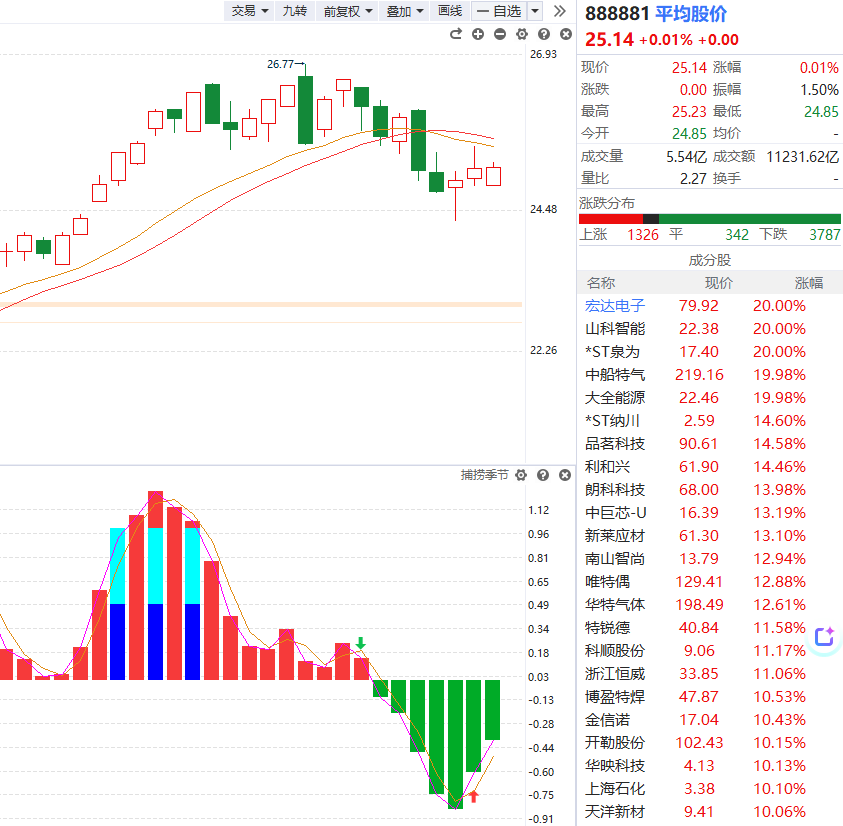 交易 九转 前复权 叠加 画线 一 自选
888881 平均股价
25.14 +0.01% +0.00
26.93
26.77
24.48
22.26
现价 25.14 涨幅 0.01%
涨跌 0.00 振幅 1.50%
最高 25.23 最低 24.85
今开 24.85 均价 -
成交量 5.54亿 成交额 11231.62亿
量比 2.27 换手 -
涨跌分布
上涨 1326 平 342 下跌 3787
成分股
名称 现价 涨幅
宏达电子 79.92 20.00%
山科智能 22.38 20.00%
*ST泉为 17.40 20.00%
中船特气 219.16 19.98%
大全能源 22.46 19.98%
*ST纳川 2.59 14.60%
品茗科技 90.61 14.58%
利和兴 61.90 14.46%
朗科科技 68.00 13.98%
中巨芯-U 16.39 13.19%
新莱应材 61.30 13.10%
南山智尚 13.79 12.94%
唯特偶 129.41 12.88%
华特气体 198.49 12.61%
特锐德 40.84 11.58%
科顺股份 9.06 11.17%
浙江恒威 33.85 11.06%
博盈特焊 47.87 10.53%
金信诺 17.04 10.43%
开勒股份 102.43 10.15%
华映科技 4.13 10.13%
上海石化 3.38 10.10%
天洋新材 9.41 10.06%
捕捞季节
1.12
0.96
0.81
0.65
0.49
0.34
0.18
0.03
-0.13
-0.28
-0.44
-0.60
-0.75
-0.91